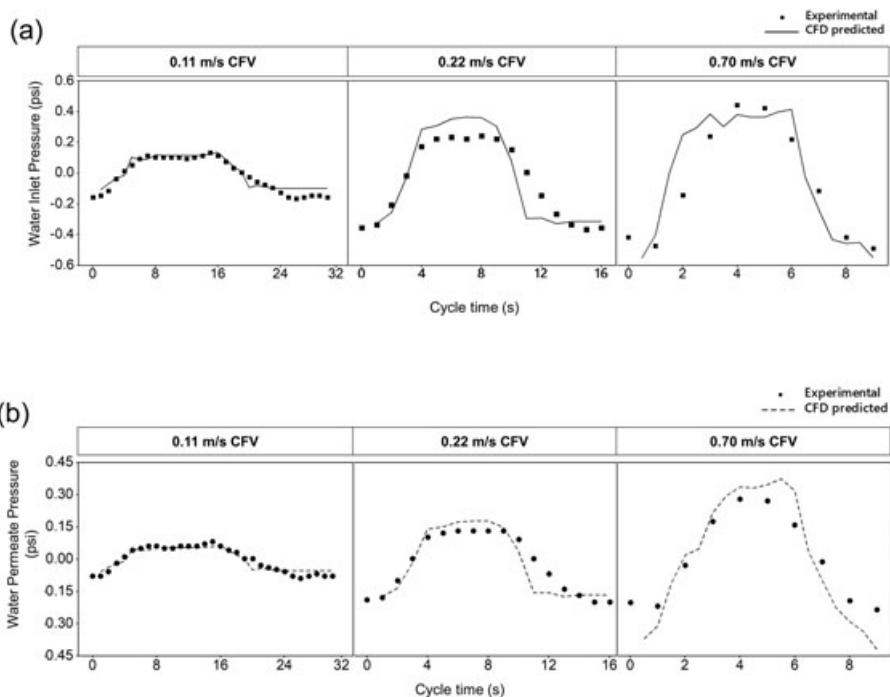 (a)
Experimental
CFD predicted
0.11 m/s CFV 0.22 m/s CFV 0.70 m/s CFV
Water Inlet Pressure (psi)
0.6
0.4
0.2
0.0
-0.2
-0.4
-0.6
0 8 16 24 32 0 4 8 12 16 0 2 4 6 8
Cycle time (s)
(b)
Experimental
CFD predicted
0.11 m/s CFV 0.22 m/s CFV 0.70 m/s CFV
Water Permeate Pressure
(psi)
0.45
0.30
0.15
0.00
0.15
0.30
0.45
0 8 16 24 32 0 4 8 12 16 0 2 4 6 8
Cycle time (s)